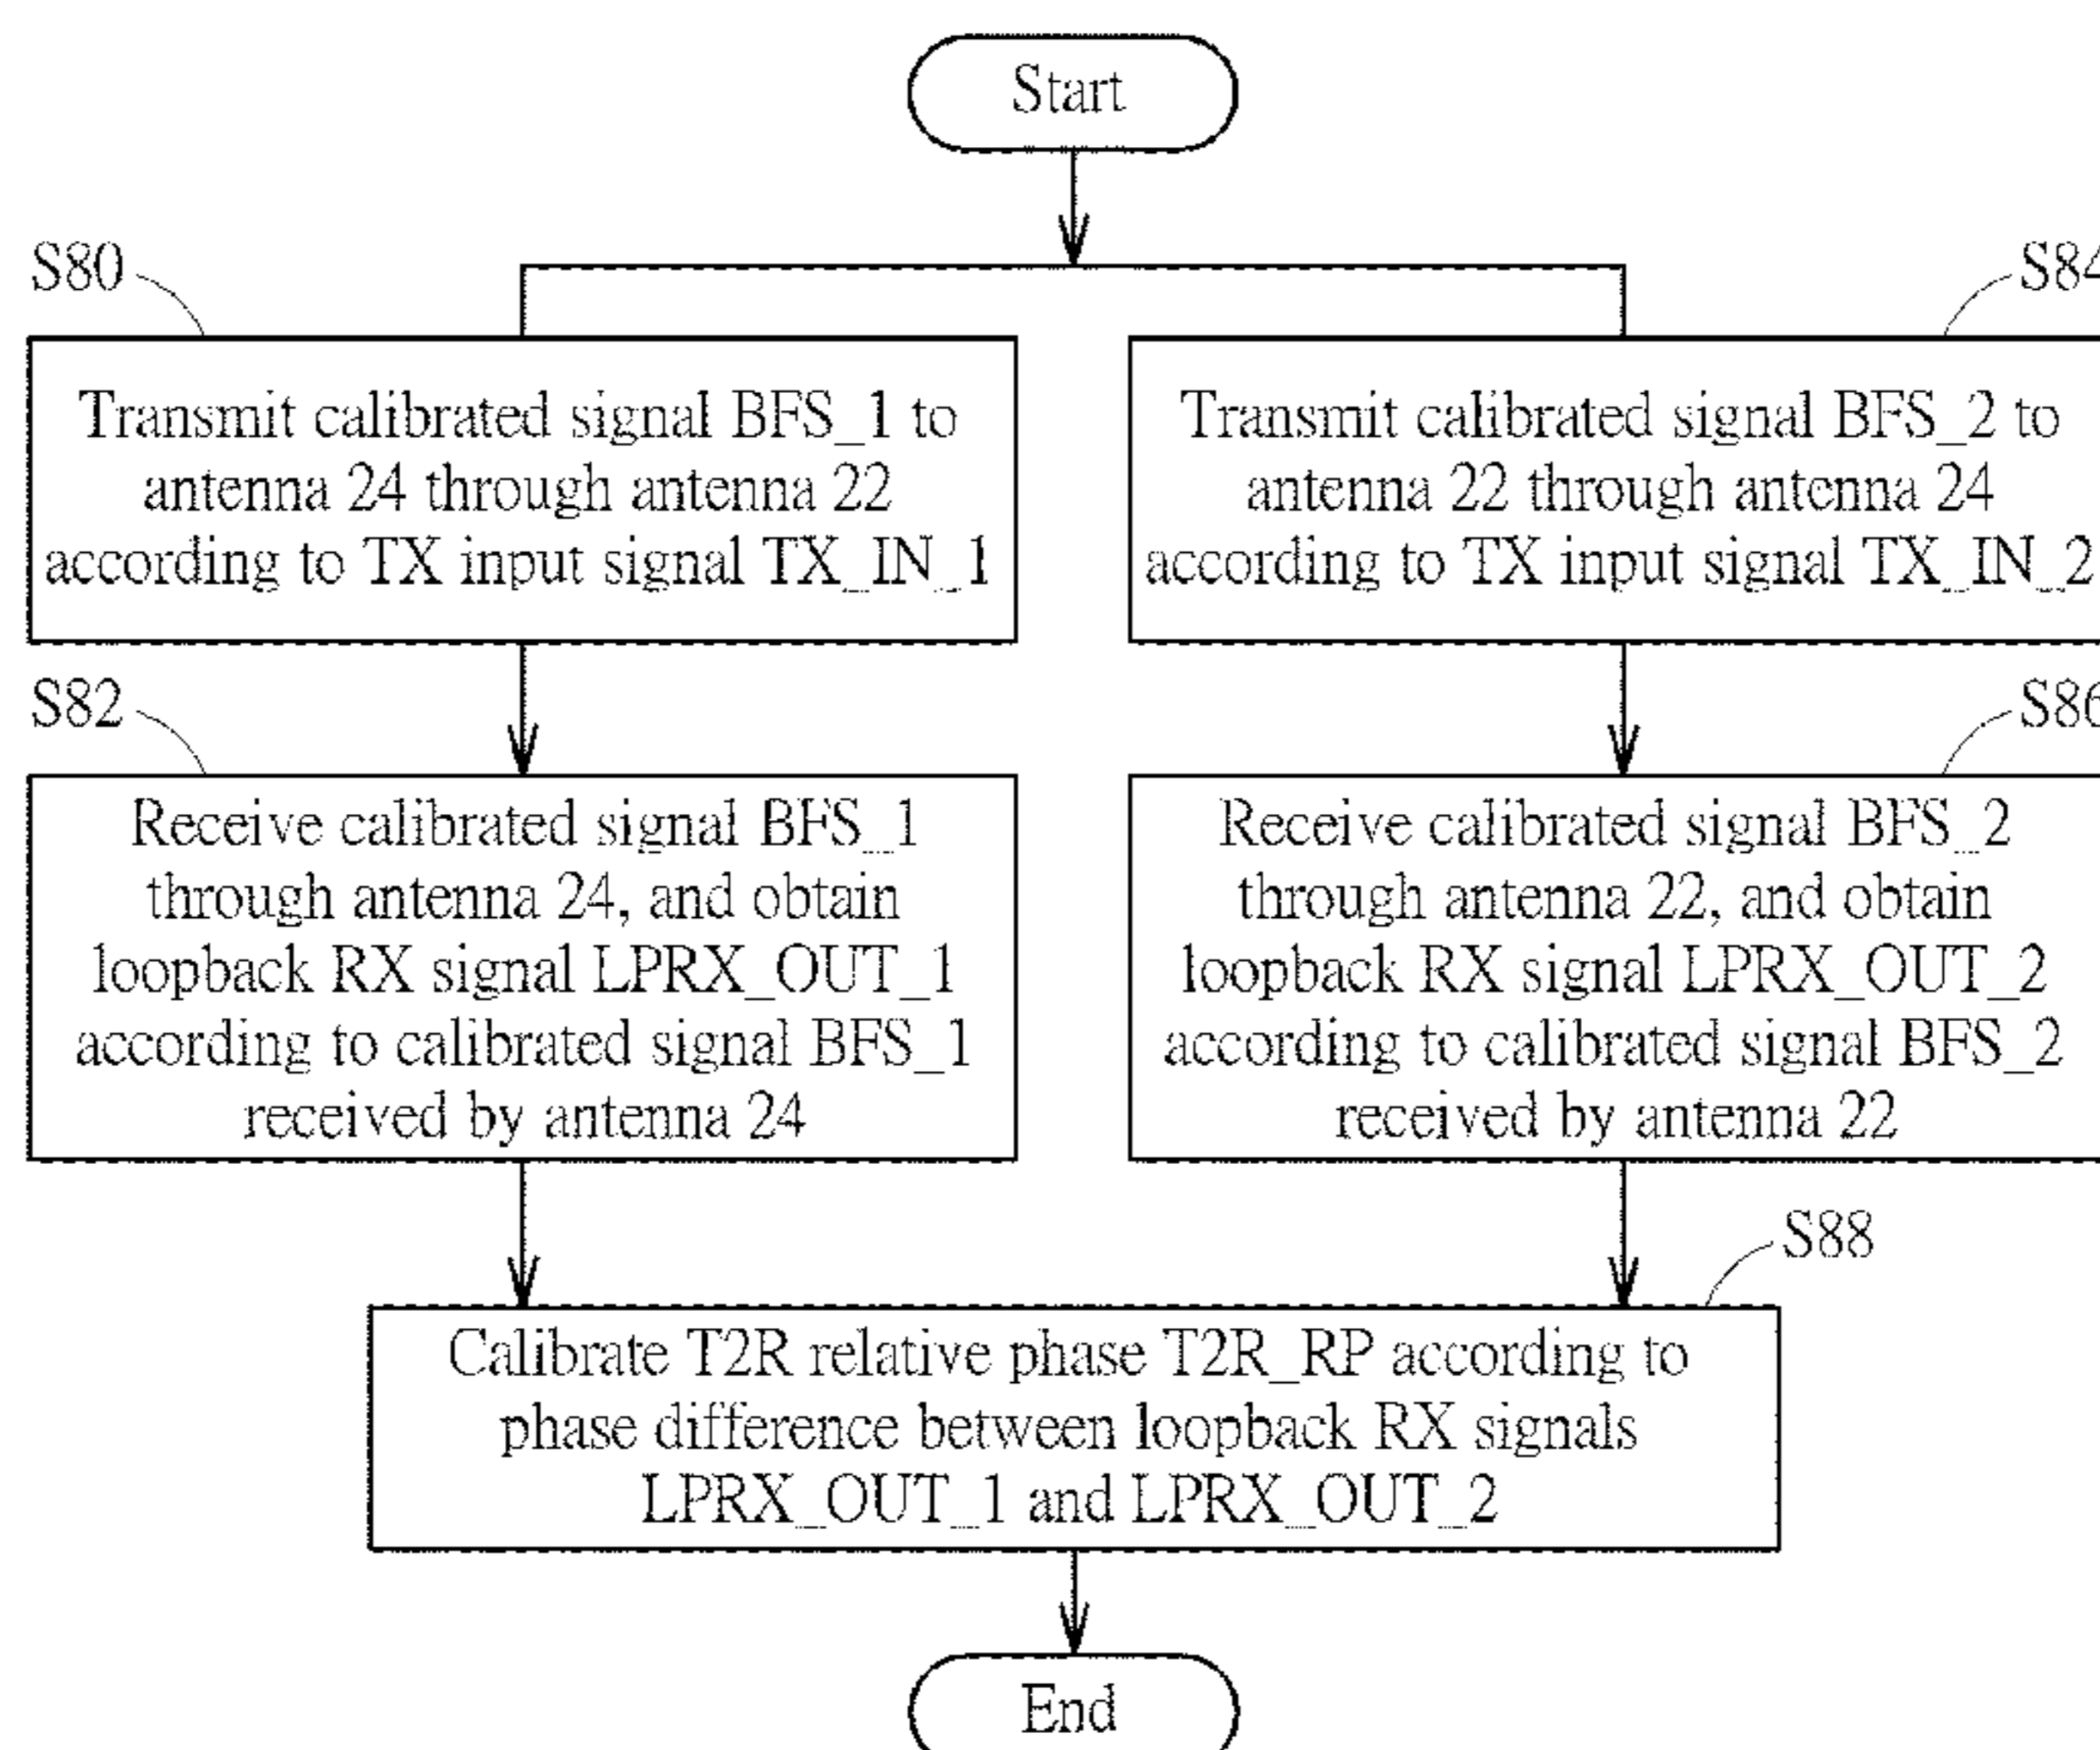 Start
S80
S84
Transmit calibrated signal BFS_1 to
antenna 24 through antenna 22
according to TX input signal TX_IN_1
Transmit calibrated signal BFS_2 to
antenna 22 through antenna 24
according to TX input signal TX_IN_2
S82
S86
Receive calibrated signal BFS_1
through antenna 24, and obtain
loopback RX signal LPRX_OUT_1
according to calibrated signal BFS_1
received by antenna 24
Receive calibrated signal BFS_2
through antenna 22, and obtain
loopback RX signal LPRX_OUT_2
according to calibrated signal BFS_2
received by antenna 22
S88
Calibrate T2R relative phase T2R_RP according to
phase difference between loopback RX signals
LPRX_OUT_1 and LPRX_OUT_2
End